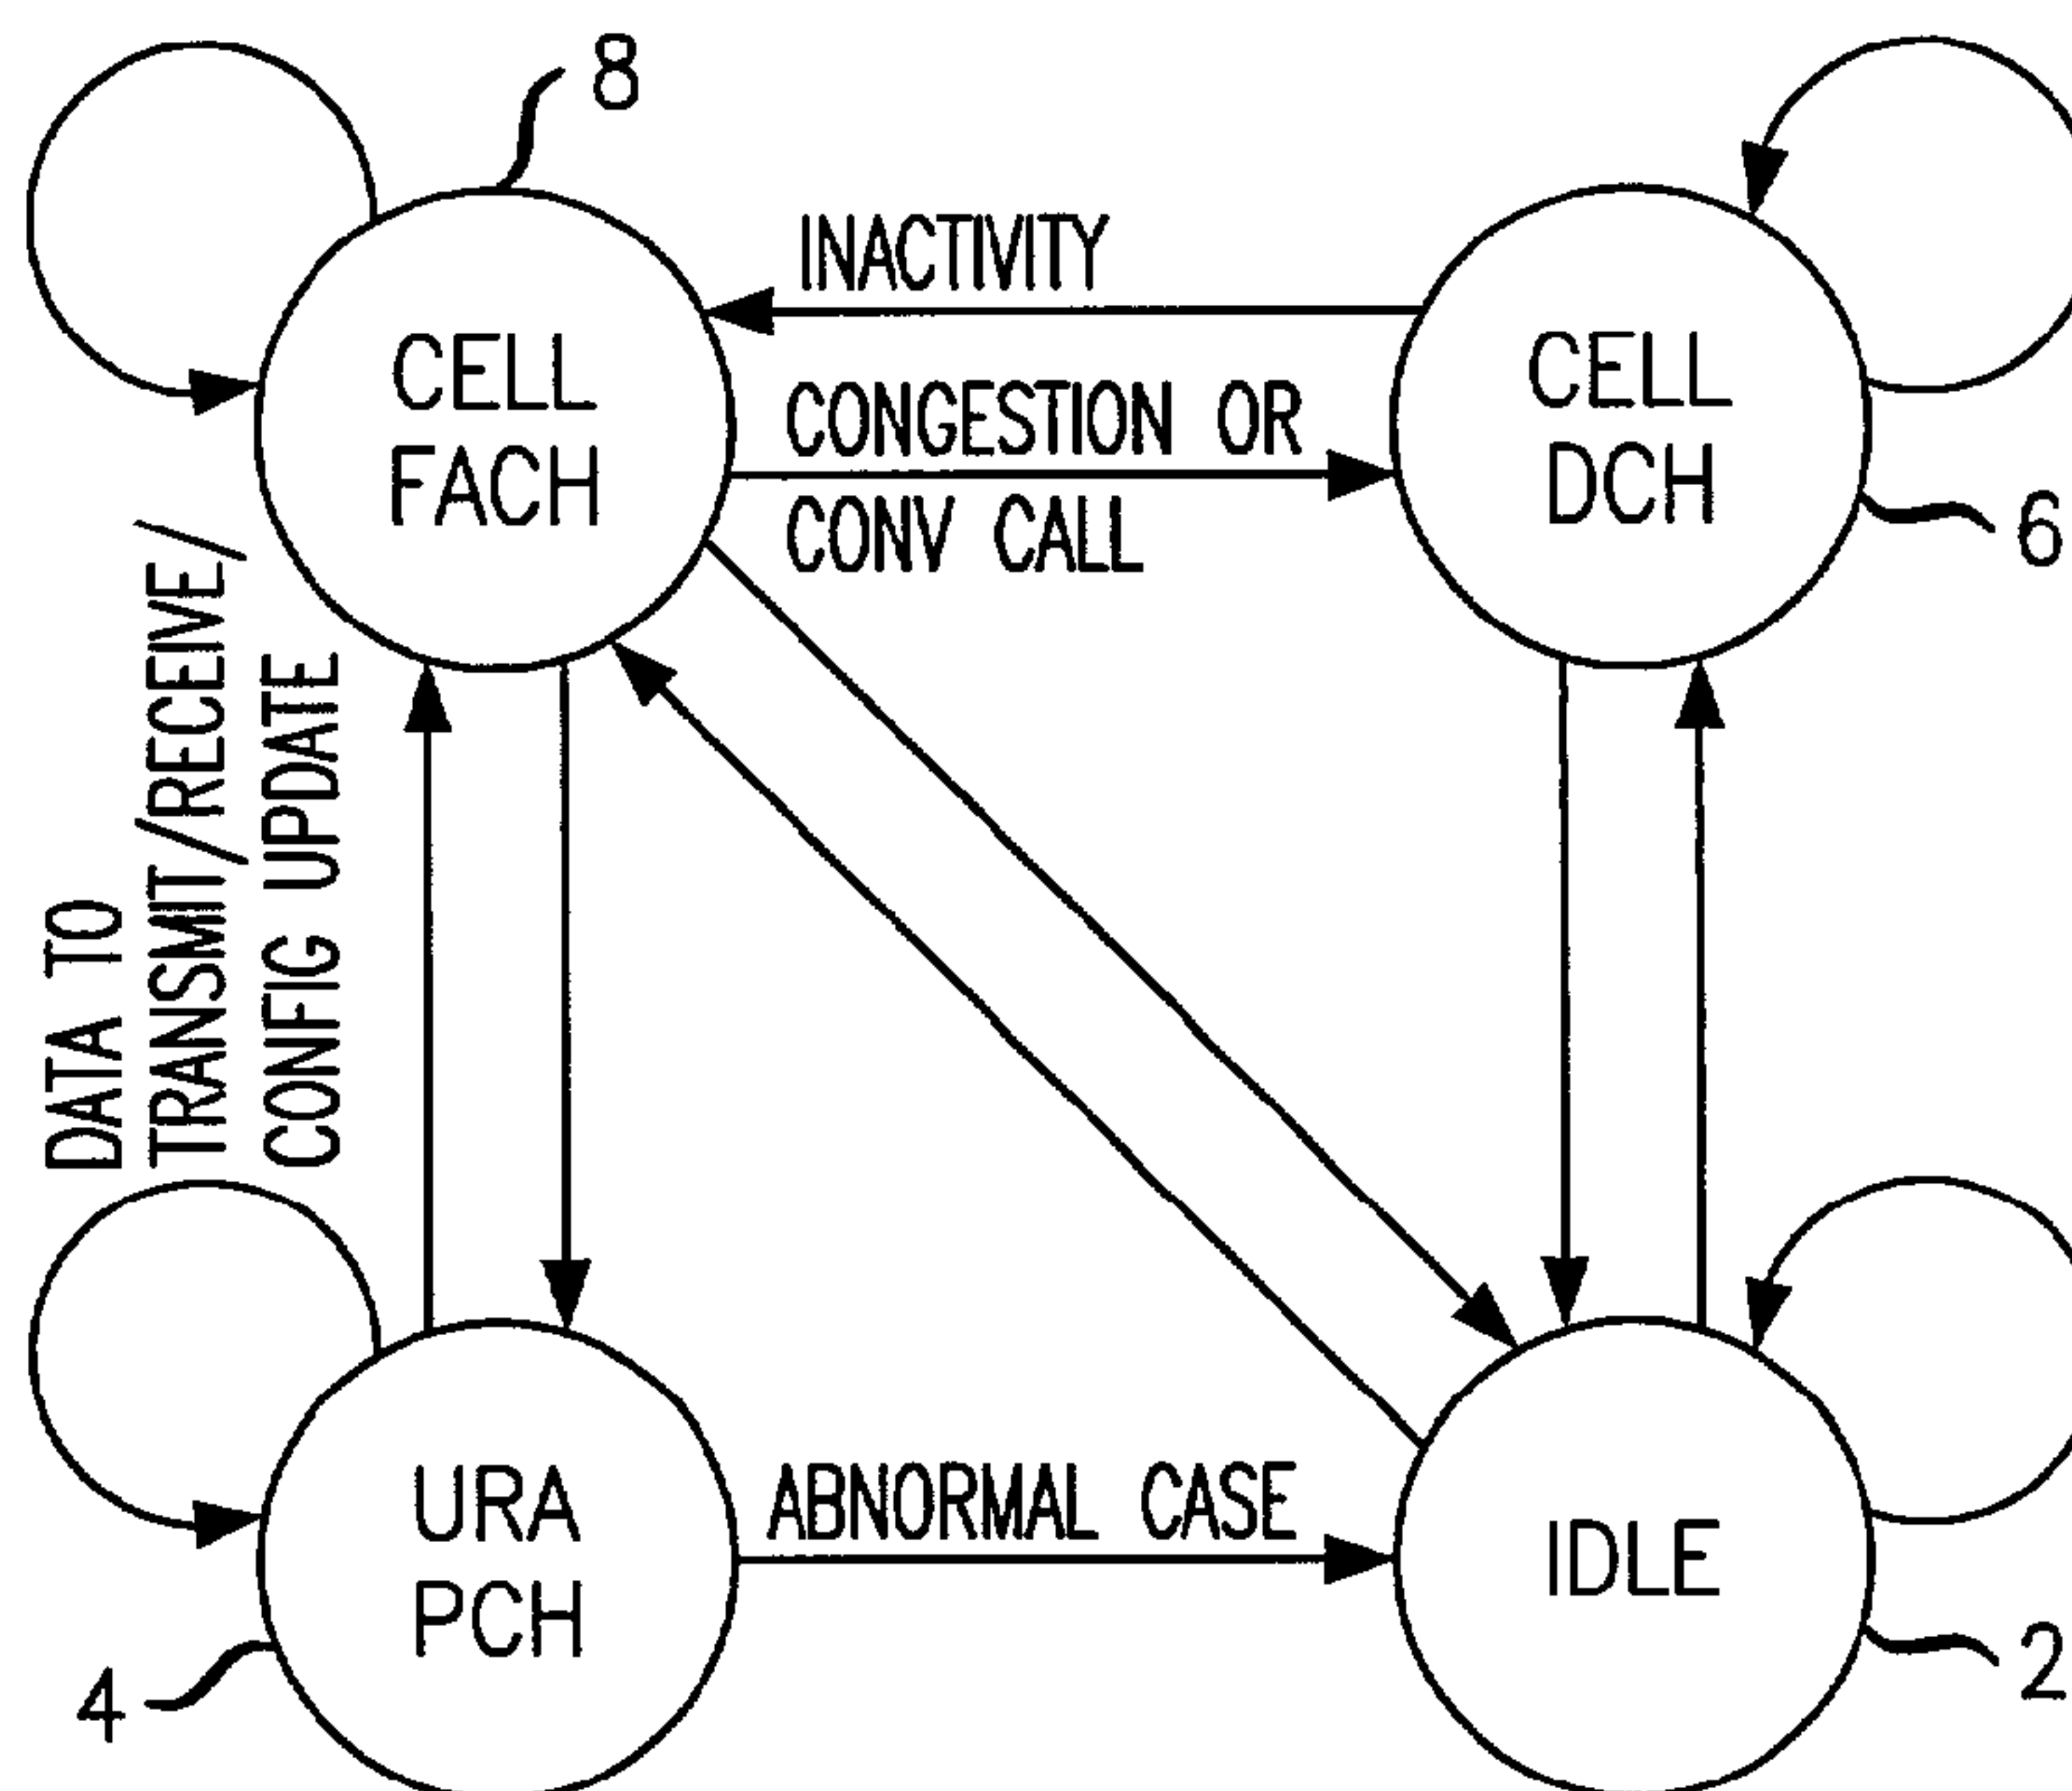 8
INACTIVITY
CELL
FACH
CONGESTION OR
CONV CALL
CELL
DCH
6
DATA TO
TRANSMIT/RECEIVE/
CONFIG UPDATE
URA
PCH
4
ABNORMAL CASE
IDLE
2